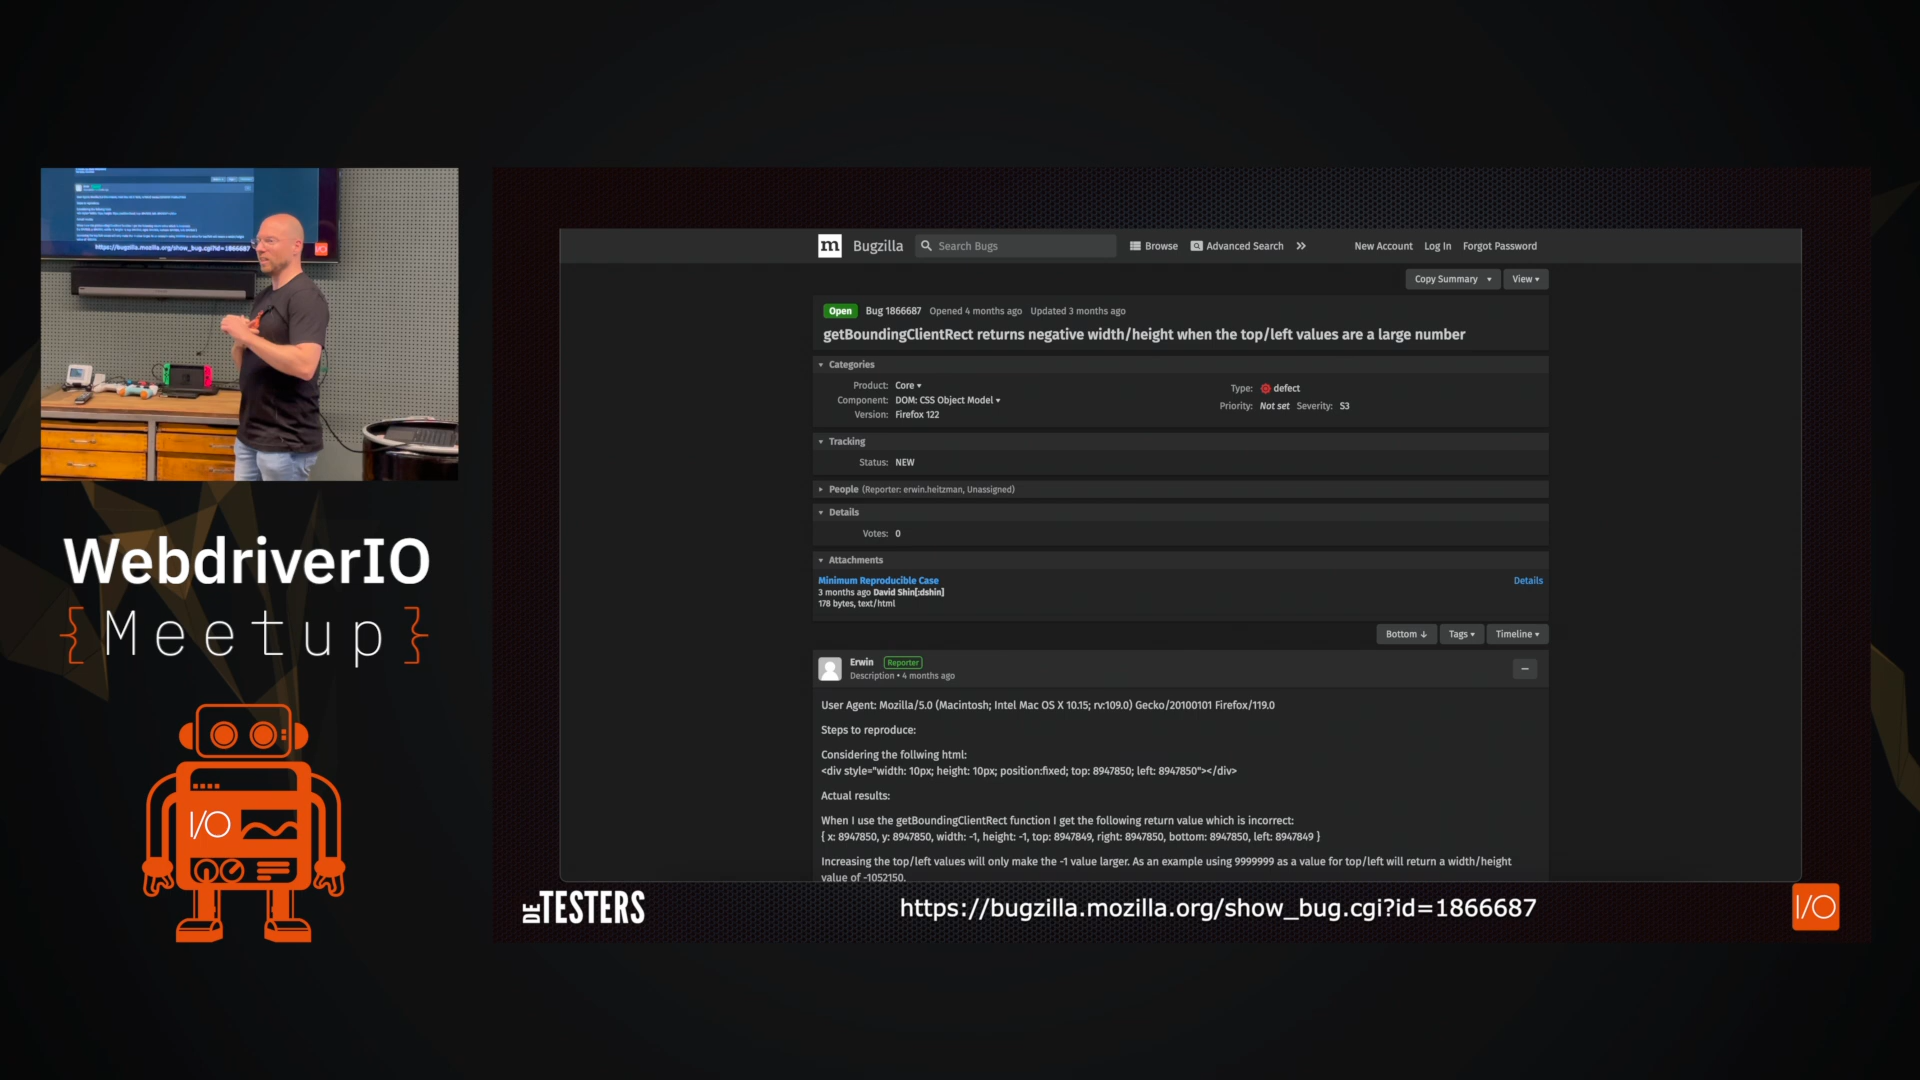 https://bugzilla.mozilla.org/show_bug.cgi?id=1866687
I/O
WebdriverIO
{Meetup}
I/O
m Bugzilla Search Bugs Browse Advanced Search » New Account Log In Forgot Password
Copy Summary ▾ View ▾
Open Bug 1866687 Opened 4 months ago Updated 3 months ago
getBoundingClientRect returns negative width/height when the top/left values are a large number
▾ Categories
Product: Core ▾
Component: DOM: CSS Object Model ▾
Version: Firefox 122
Type: defect
Priority: Not set Severity: S3
▾ Tracking
Status: NEW
▸ People (Reporter: erwin.heitzman, Unassigned)
▾ Details
Votes: 0
▾ Attachments
Minimum Reproducible Case Details
3 months ago David Shin[:dshin]
178 bytes, text/html
Bottom ↓ Tags ▾ Timeline ▾
Erwin Reporter
Description • 4 months ago
User Agent: Mozilla/5.0 (Macintosh; Intel Mac OS X 10.15; rv:109.0) Gecko/20100101 Firefox/119.0
Steps to reproduce:
Considering the follwing html:
<div style="width: 10px; height: 10px; position:fixed; top: 8947850; left: 8947850"></div>
Actual results:
When I use the getBoundingClientRect function I get the following return value which is incorrect:
{ x: 8947850, y: 8947850, width: -1, height: -1, top: 8947849, right: 8947850, bottom: 8947850, left: 8947849 }
Increasing the top/left values will only make the -1 value larger. As an example using 9999999 as a value for top/left will return a width/height
value of -1052150.
DE TESTERS
https://bugzilla.mozilla.org/show_bug.cgi?id=1866687
I/O